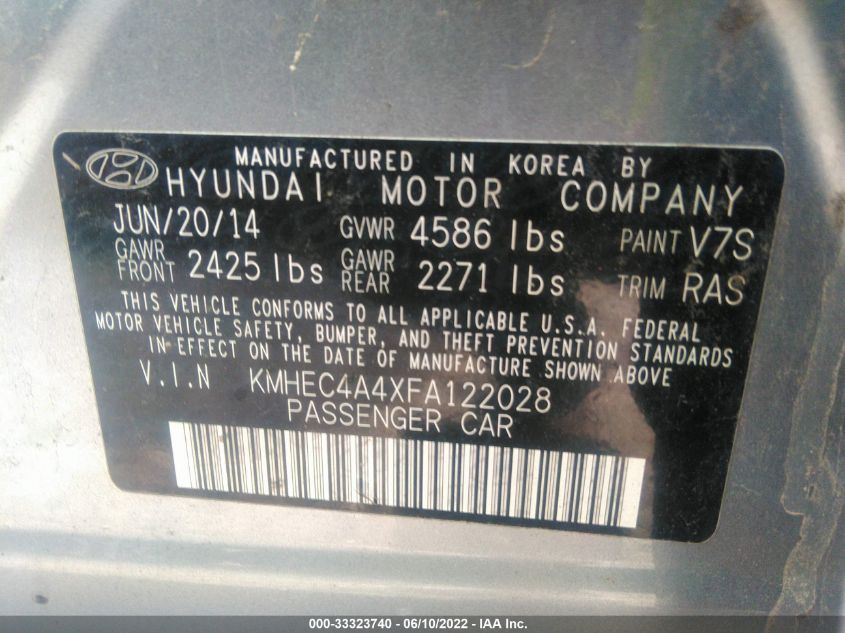 MANUFACTURED IN KOREA BY
HYUNDAI MOTOR COMPANY
JUN/20/14 GVWR 4586 lbs PAINT V7S
GAWR FRONT 2425 lbs GAWR REAR 2271 lbs TRIM RAS
THIS VEHICLE CONFORMS TO ALL APPLICABLE U.S.A. FEDERAL
MOTOR VEHICLE SAFETY, BUMPER, AND THEFT PREVENTION STANDARDS
IN EFFECT ON THE DATE OF MANUFACTURE SHOWN ABOVE
V.I.N KMHEC4A4XFA122028
PASSENGER CAR
000-33323740 - 06/10/2022 - IAA Inc.